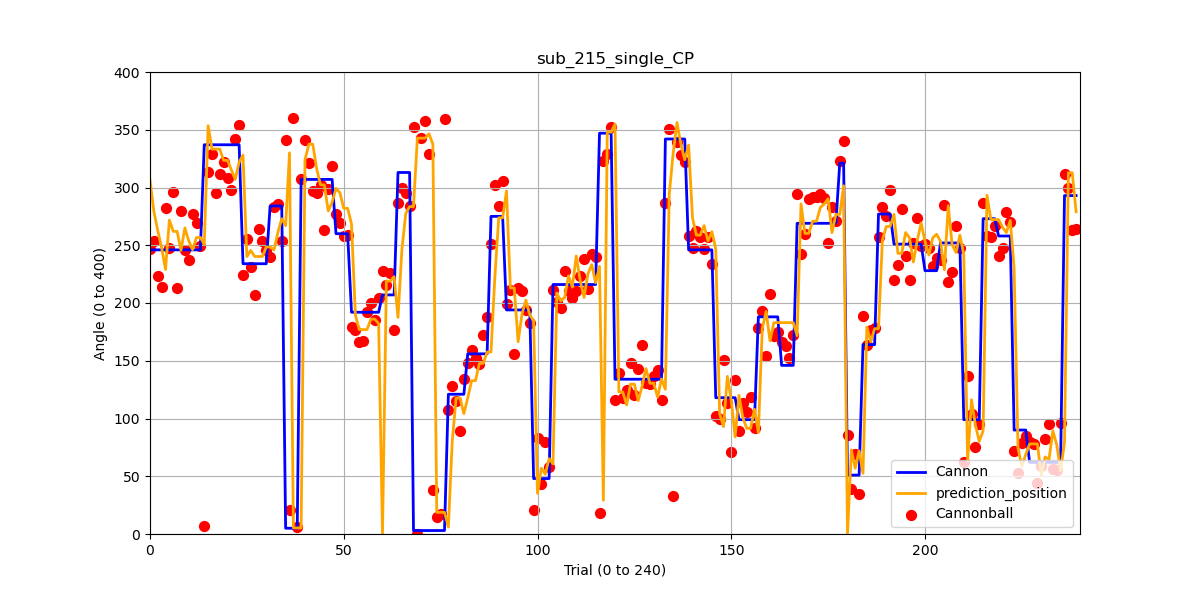 sub_215_single_CP
Angle (0 to 400)
400
350
300
250
200
150
100
50
0
0 50 100 150 200
Trial (0 to 240)
Cannon
prediction_position
Cannonball